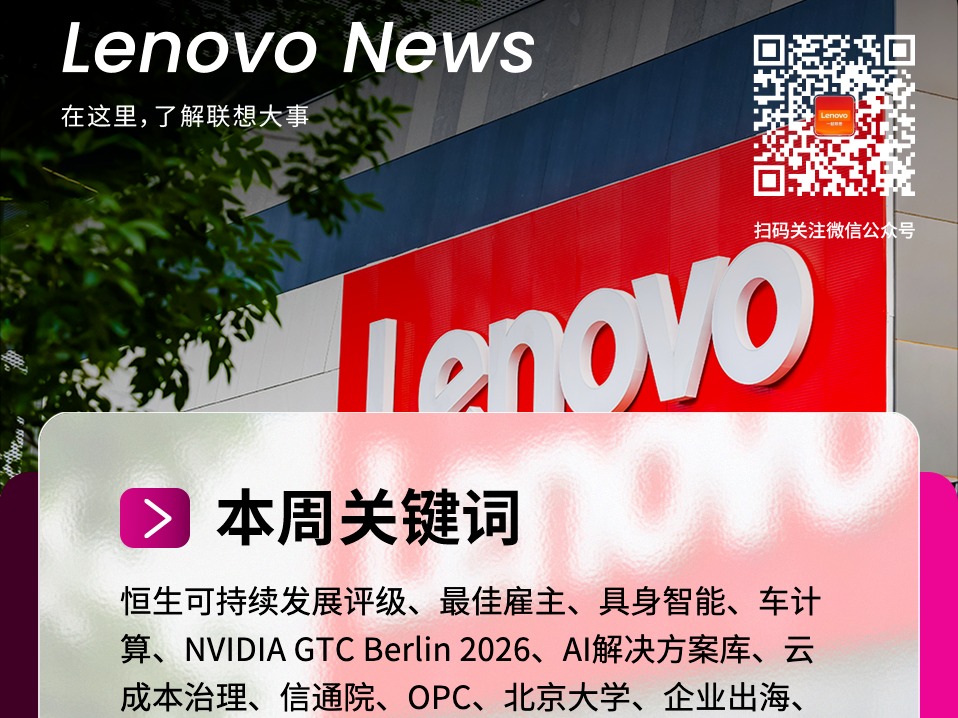 Lenovo News
在这里，了解联想大事
Lenovo
扫码关注微信公众号
Lenovo
本周关键词
恒生可持续发展评级、最佳雇主、具身智能、车计
算、NVIDIA GTC Berlin 2026、AI解决方案库、云
成本治理、信通院、OPC、北京大学、企业出海、